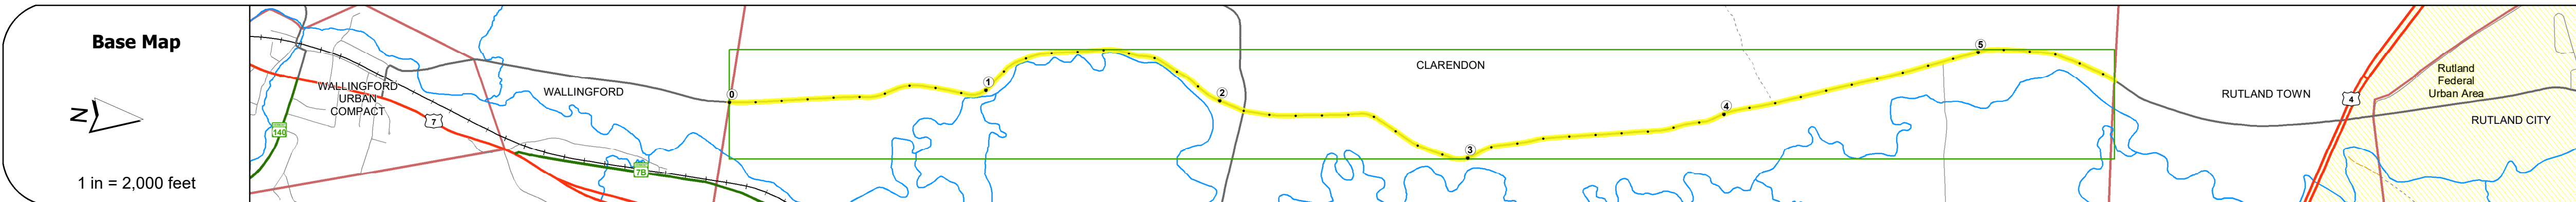 Base Map
N
1 in = 2,000 feet
WALLINGFORD
URBAN
COMPACT
140
7
WALLINGFORD
7B
0
1
2
CLARENDON
3
4
5
RUTLAND TOWN
4
Rutland
Federal
Urban Area
RUTLAND CITY